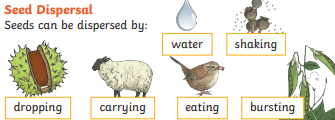 Seed Dispersal
Seeds can be dispersed by:
water
shaking
dropping
carrying
eating
bursting